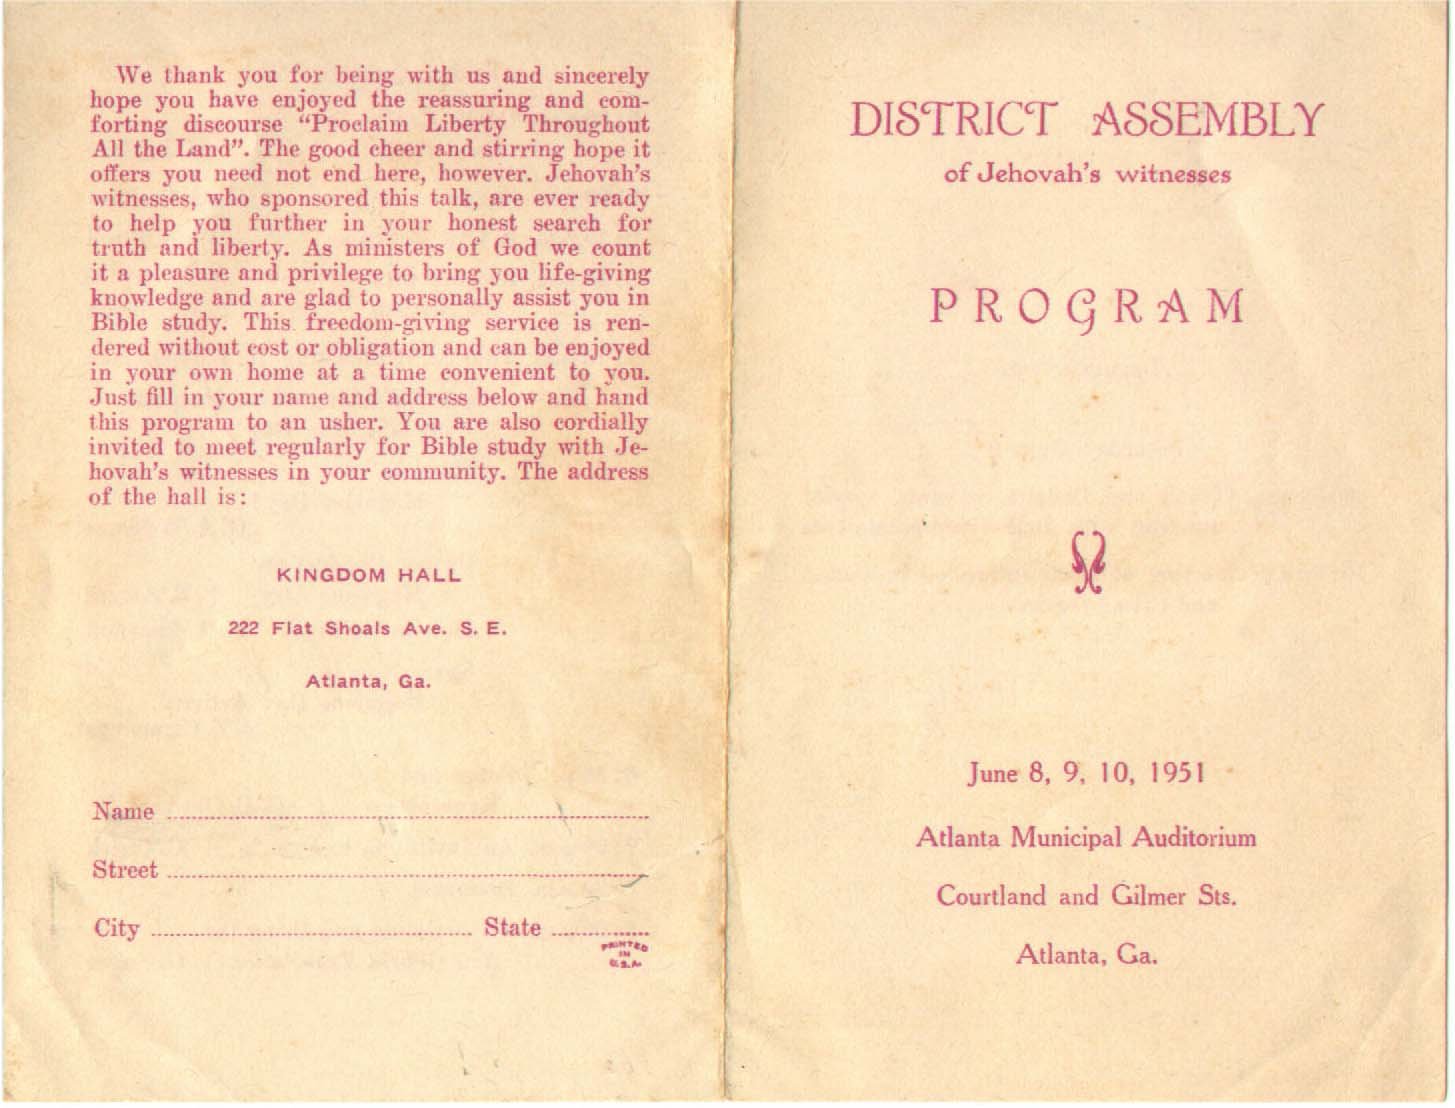 We thank you for being with us and sincerely
hope you have enjoyed the reassuring and com-
forting discourse “Proclaim Liberty Throughout
All the Land”. The good cheer and stirring hope it
offers you need not end here, however. Jehovah's
witnesses, who sponsored this talk, are ever ready
to help you further in your honest search for
truth and liberty. As ministers of God we count
it a pleasure and privilege to bring you life-giving
knowledge and are glad to personally assist you in
Bible study. This freedom-giving service is ren-
dered without cost or obligation and can be enjoyed
in your own home at a time convenient to you.
Just fill in your name and address below and hand
this program to an usher. You are also cordially
invited to meet regularly for Bible study with Je-
hovah's witnesses in your community. The address
of the hall is:
KINGDOM HALL
222 Flat Shoals Ave. S. E.
Atlanta, Ga.
Name
Street
City State
PRINTED
IN
U.S.A.
DISTRICT ASSEMBLY
of Jehovah's witnesses
PROGRAM
June 8, 9, 10, 1951
Atlanta Municipal Auditorium
Courtland and Gilmer Sts.
Atlanta, Ga.